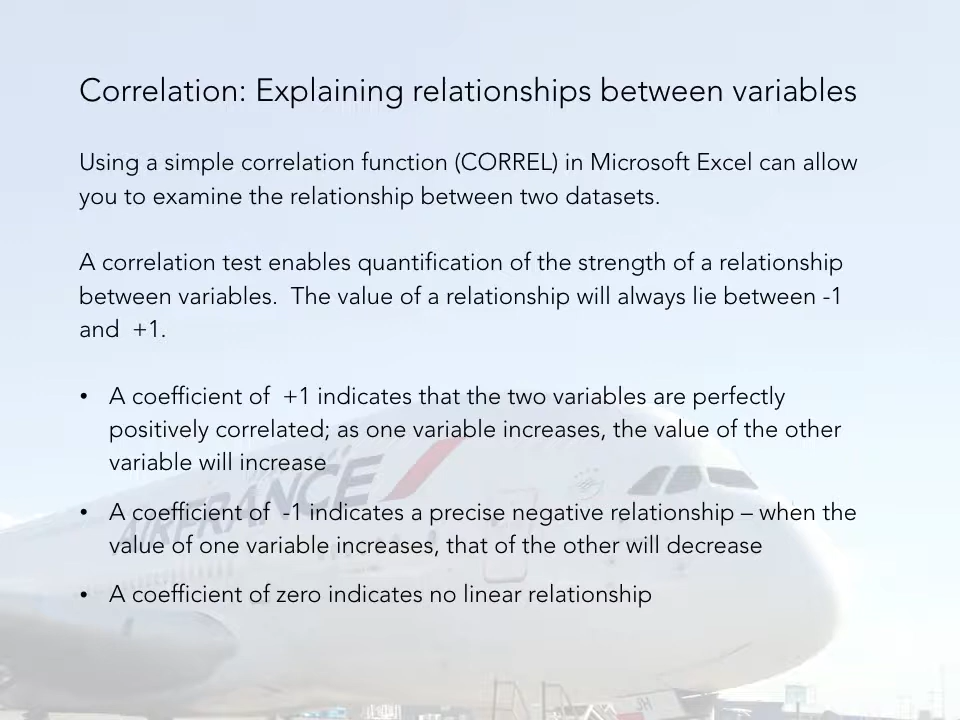 Correlation: Explaining relationships between variables
Using a simple correlation function (CORREL) in Microsoft Excel can allow
you to examine the relationship between two datasets.
A correlation test enables quantification of the strength of a relationship
between variables.  The value of a relationship will always lie between -1
and  +1.
• A coefficient of  +1 indicates that the two variables are perfectly
positively correlated; as one variable increases, the value of the other
variable will increase
• A coefficient of  -1 indicates a precise negative relationship – when the
value of one variable increases, that of the other will decrease
• A coefficient of zero indicates no linear relationship
AIRFRANCE
JH